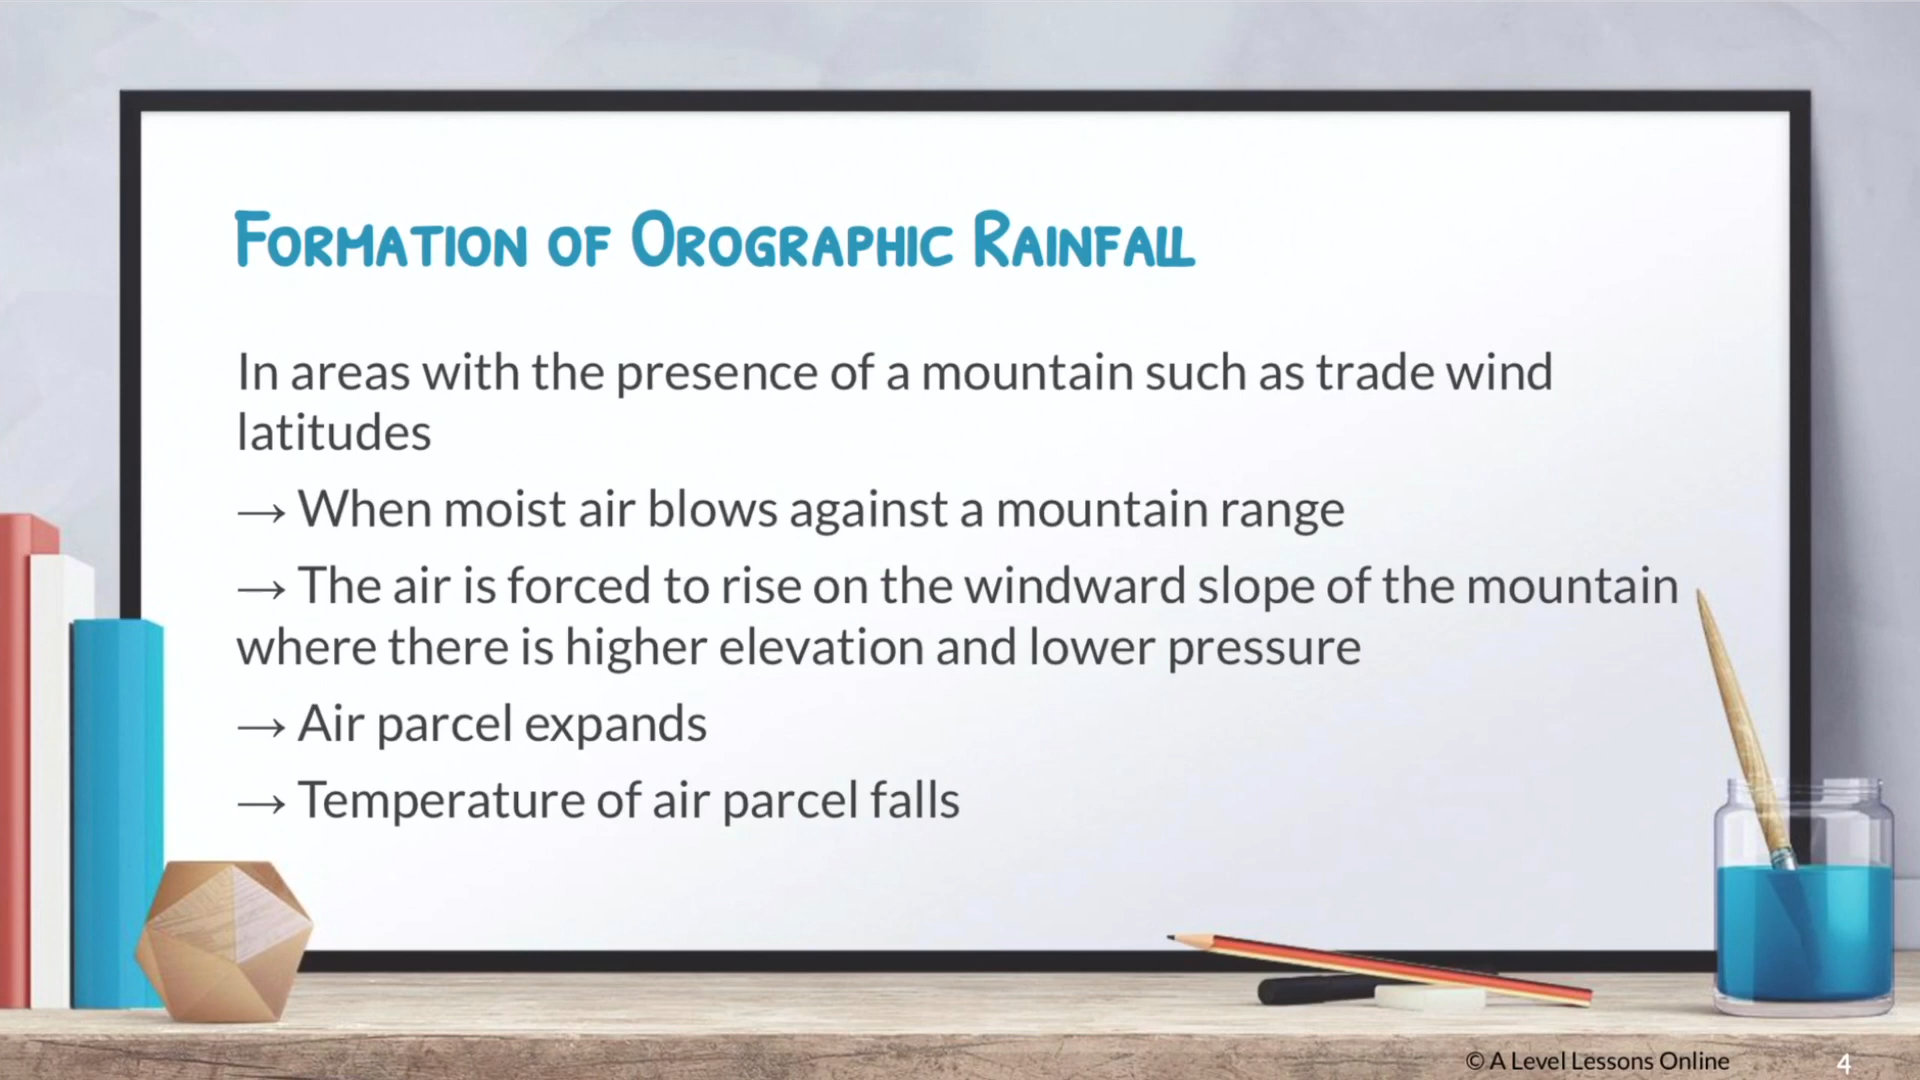 Formation of Orographic Rainfall
In areas with the presence of a mountain such as trade wind
latitudes
→ When moist air blows against a mountain range
→ The air is forced to rise on the windward slope of the mountain
where there is higher elevation and lower pressure
→ Air parcel expands
→ Temperature of air parcel falls
© A Level Lessons Online
4